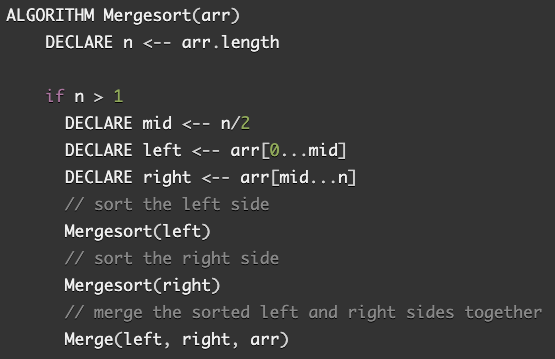 ALGORITHM Mergesort(arr)
    DECLARE n <-- arr.length

    if n > 1
      DECLARE mid <-- n/2
      DECLARE left <-- arr[0...mid]
      DECLARE right <-- arr[mid...n]
      // sort the left side
      Mergesort(left)
      // sort the right side
      Mergesort(right)
      // merge the sorted left and right sides together
      Merge(left, right, arr)